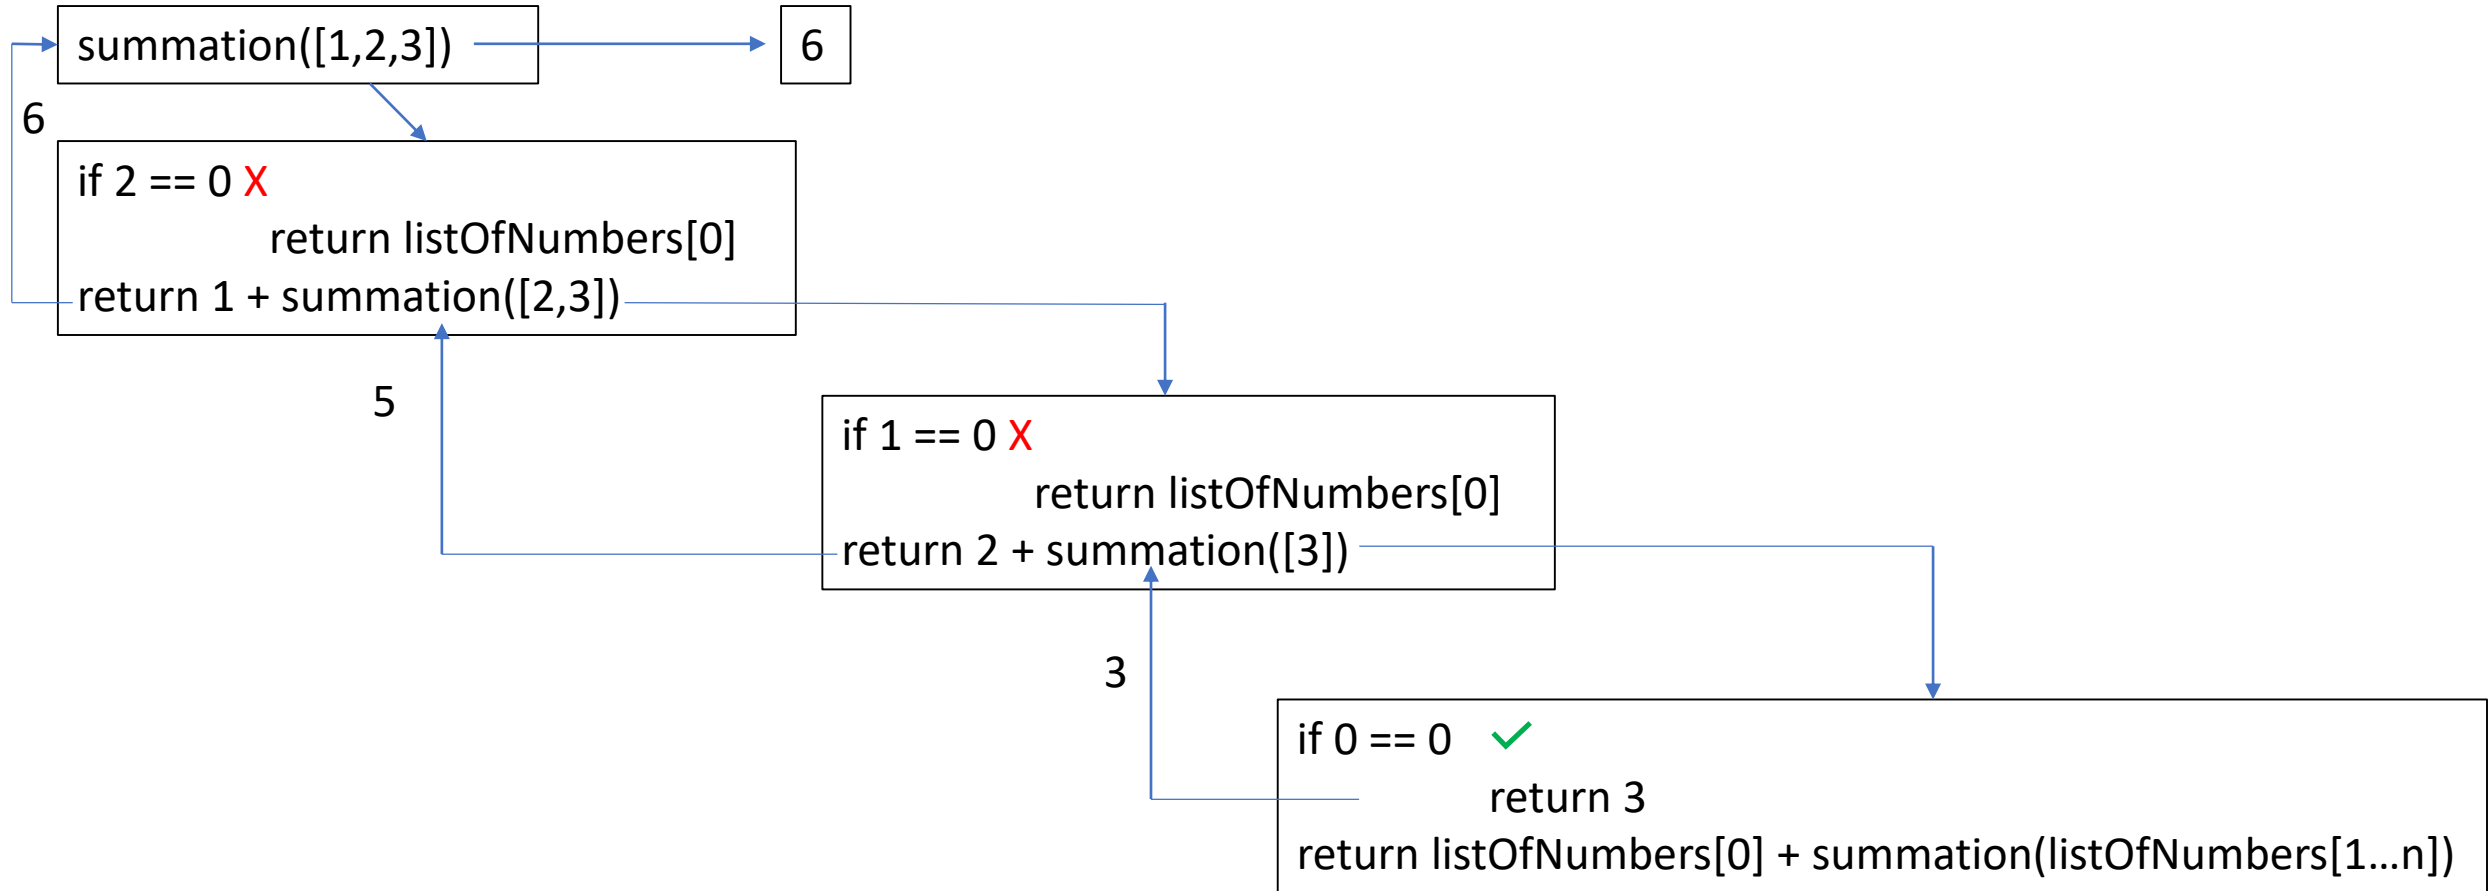 summation([1,2,3])
6
6
if 2 == 0 X
return listOfNumbers[0]
return 1 + summation([2,3])
5
if 1 == 0 X
return listOfNumbers[0]
return 2 + summation([3])
3
if 0 == 0 ✓
return 3
return listOfNumbers[0] + summation(listOfNumbers[1...n])